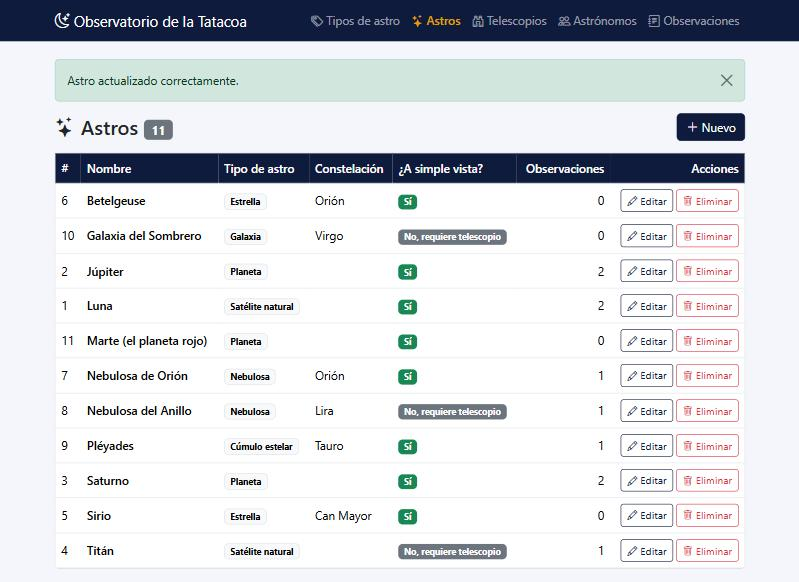 Observatorio de la Tatacoa Tipos de astro Astros Telescopios Astrónomos Observaciones
Astro actualizado correctamente.
Astros 11 + Nuevo
# Nombre Tipo de astro Constelación ¿A simple vista? Observaciones Acciones
6 Betelgeuse Estrella Orión Sí 0 Editar Eliminar
10 Galaxia del Sombrero Galaxia Virgo No, requiere telescopio 0 Editar Eliminar
2 Júpiter Planeta Sí 2 Editar Eliminar
1 Luna Satélite natural Sí 2 Editar Eliminar
11 Marte (el planeta rojo) Planeta Sí 0 Editar Eliminar
7 Nebulosa de Orión Nebulosa Orión Sí 1 Editar Eliminar
8 Nebulosa del Anillo Nebulosa Lira No, requiere telescopio 1 Editar Eliminar
9 Pléyades Cúmulo estelar Tauro Sí 1 Editar Eliminar
3 Saturno Planeta Sí 2 Editar Eliminar
5 Sirio Estrella Can Mayor Sí 0 Editar Eliminar
4 Titán Satélite natural No, requiere telescopio 1 Editar Eliminar